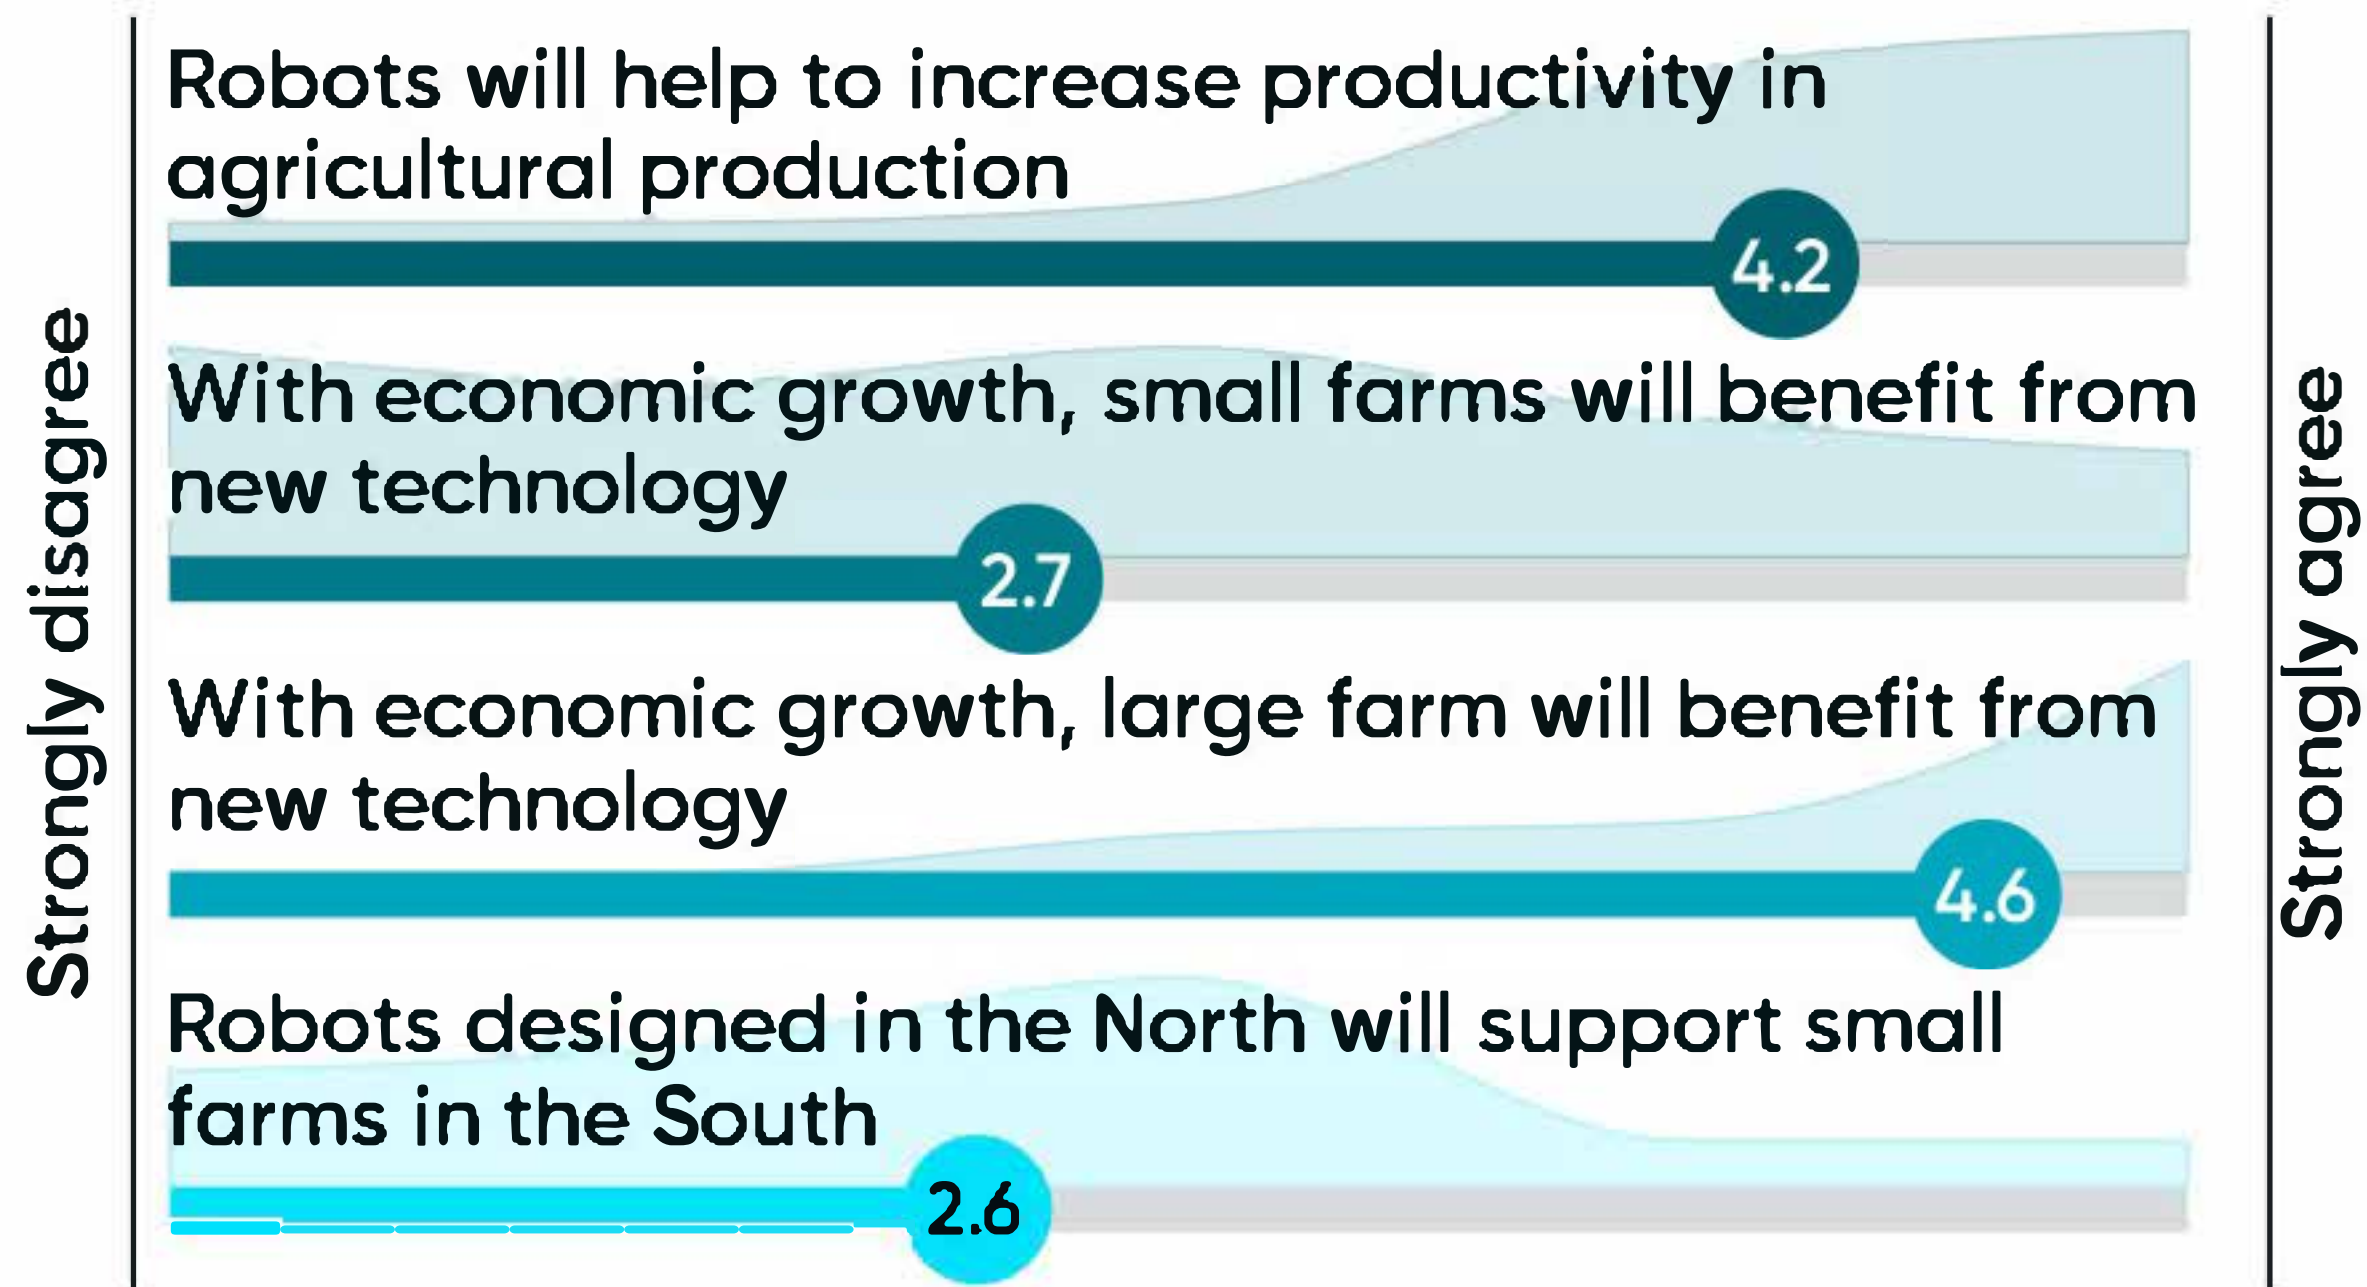 Strongly disagree
Robots will help to increase productivity in
agricultural production
4.2
With economic growth, small farms will benefit from
new technology
2.7
With economic growth, large farm will benefit from
new technology
4.6
Robots designed in the North will support small
farms in the South
2.6
Strongly agree